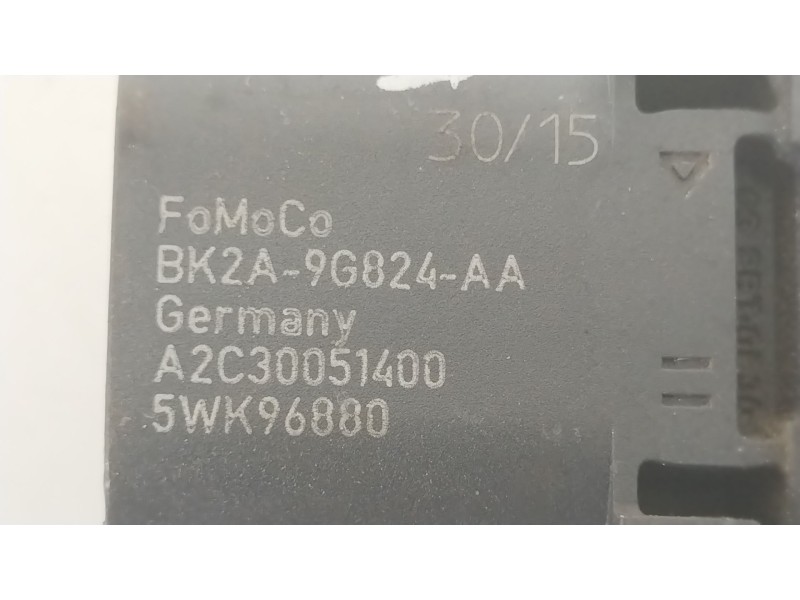 30/15
FoMoCo
BK2A-9G824-AA
Germany
A2C30051400
5WK96880